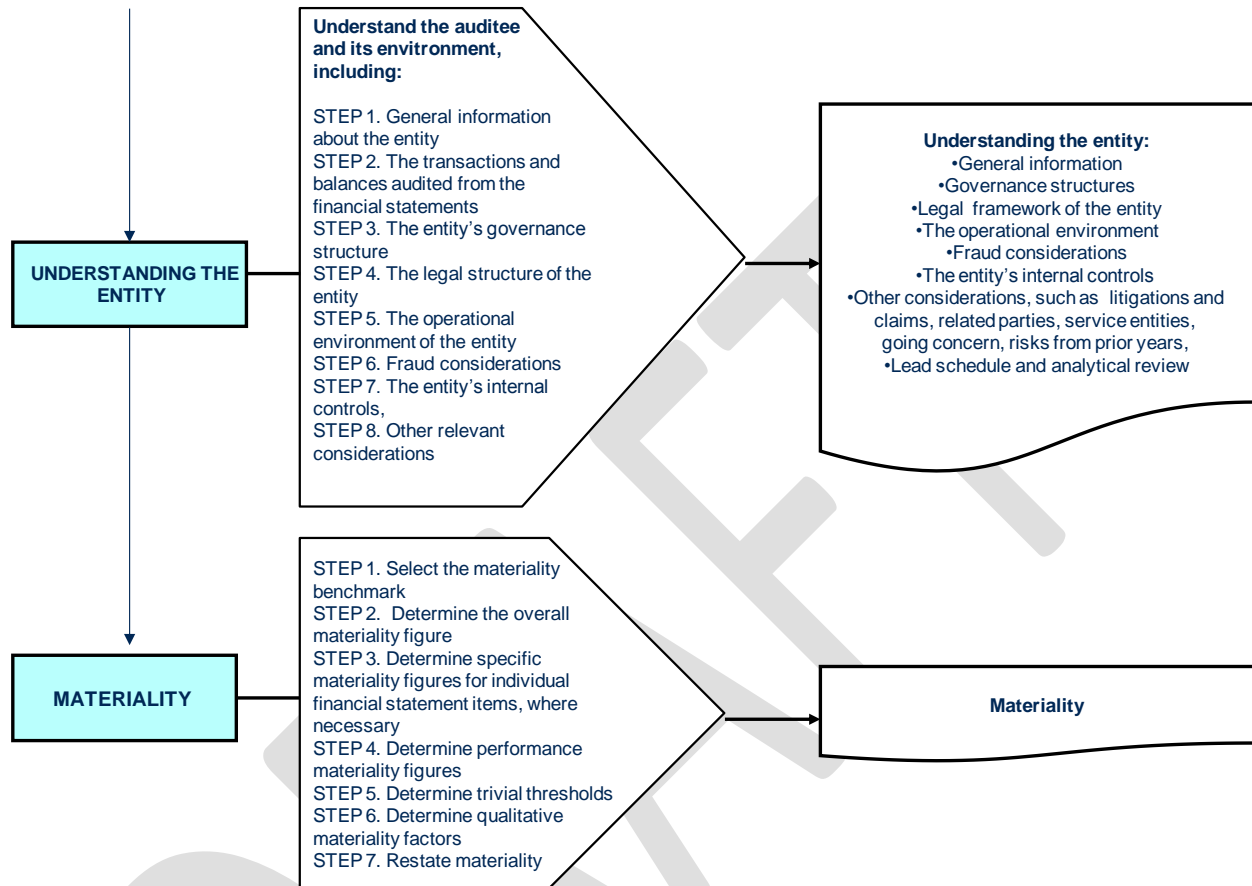 Understand the auditee
and its envitronment,
including:
STEP 1. General information
about the entity
STEP 2. The transactions and
balances audited from the
financial statements
STEP 3. The entity's governance
structure
STEP 4. The legal structure of the
entity
STEP 5. The operational
environment of the entity
STEP 6. Fraud considerations
STEP 7. The entity's internal
controls,
STEP 8. Other relevant
considerations
UNDERSTANDING THE
ENTITY
Understanding the entity:
•General information
•Governance structures
•Legal framework of the entity
•The operational environment
•Fraud considerations
•The entity's internal controls
•Other considerations, such as litigations and
claims, related parties, service entities,
going concern, risks from prior years,
•Lead schedule and analytical review
MATERIALITY
STEP 1. Select the materiality
benchmark
STEP 2. Determine the overall
materiality figure
STEP 3. Determine specific
materiality figures for individual
financial statement items, where
necessary
STEP 4. Determine performance
materiality figures
STEP 5. Determine trivial thresholds
STEP 6. Determine qualitative
materiality factors
STEP 7. Restate materiality
Materiality